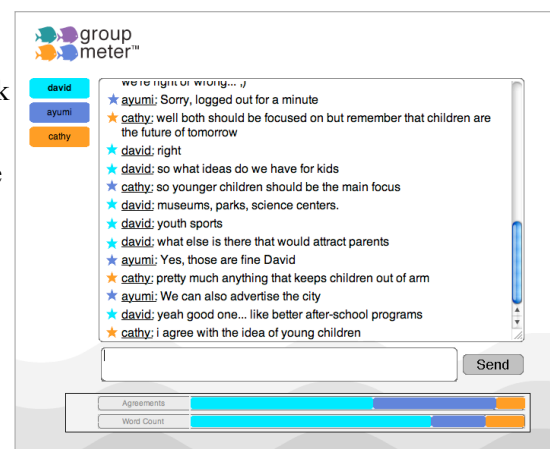 group
meter™
david
ayumi
cathy
we're right or wrong... ;)
ayumi: Sorry, logged out for a minute
cathy: well both should be focused on but remember that children are
the future of tomorrow
david: right
david: so what ideas do we have for kids
cathy: so younger children should be the main focus
david: museums, parks, science centers.
david: youth sports
david: what else is there that would attract parents
ayumi: Yes, those are fine David
cathy: pretty much anything that keeps children out of arm
ayumi: We can also advertise the city
david: yeah good one... like better after-school programs
cathy: i agree with the idea of young children
Send
Agreements
Word Count